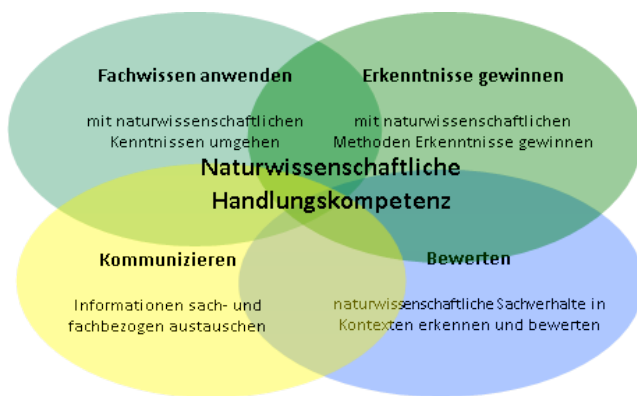 Fachwissen anwenden
mit naturwissenschaftlichen
Kenntnissen umgehen
Erkenntnisse gewinnen
mit naturwissenschaftlichen
Methoden Erkenntnisse gewinnen
Naturwissenschaftliche
Handlungskompetenz
Kommunizieren
Informationen sach- und
fachbezogen austauschen
Bewerten
naturwissenschaftliche Sachverhalte in
Kontexten erkennen und bewerten